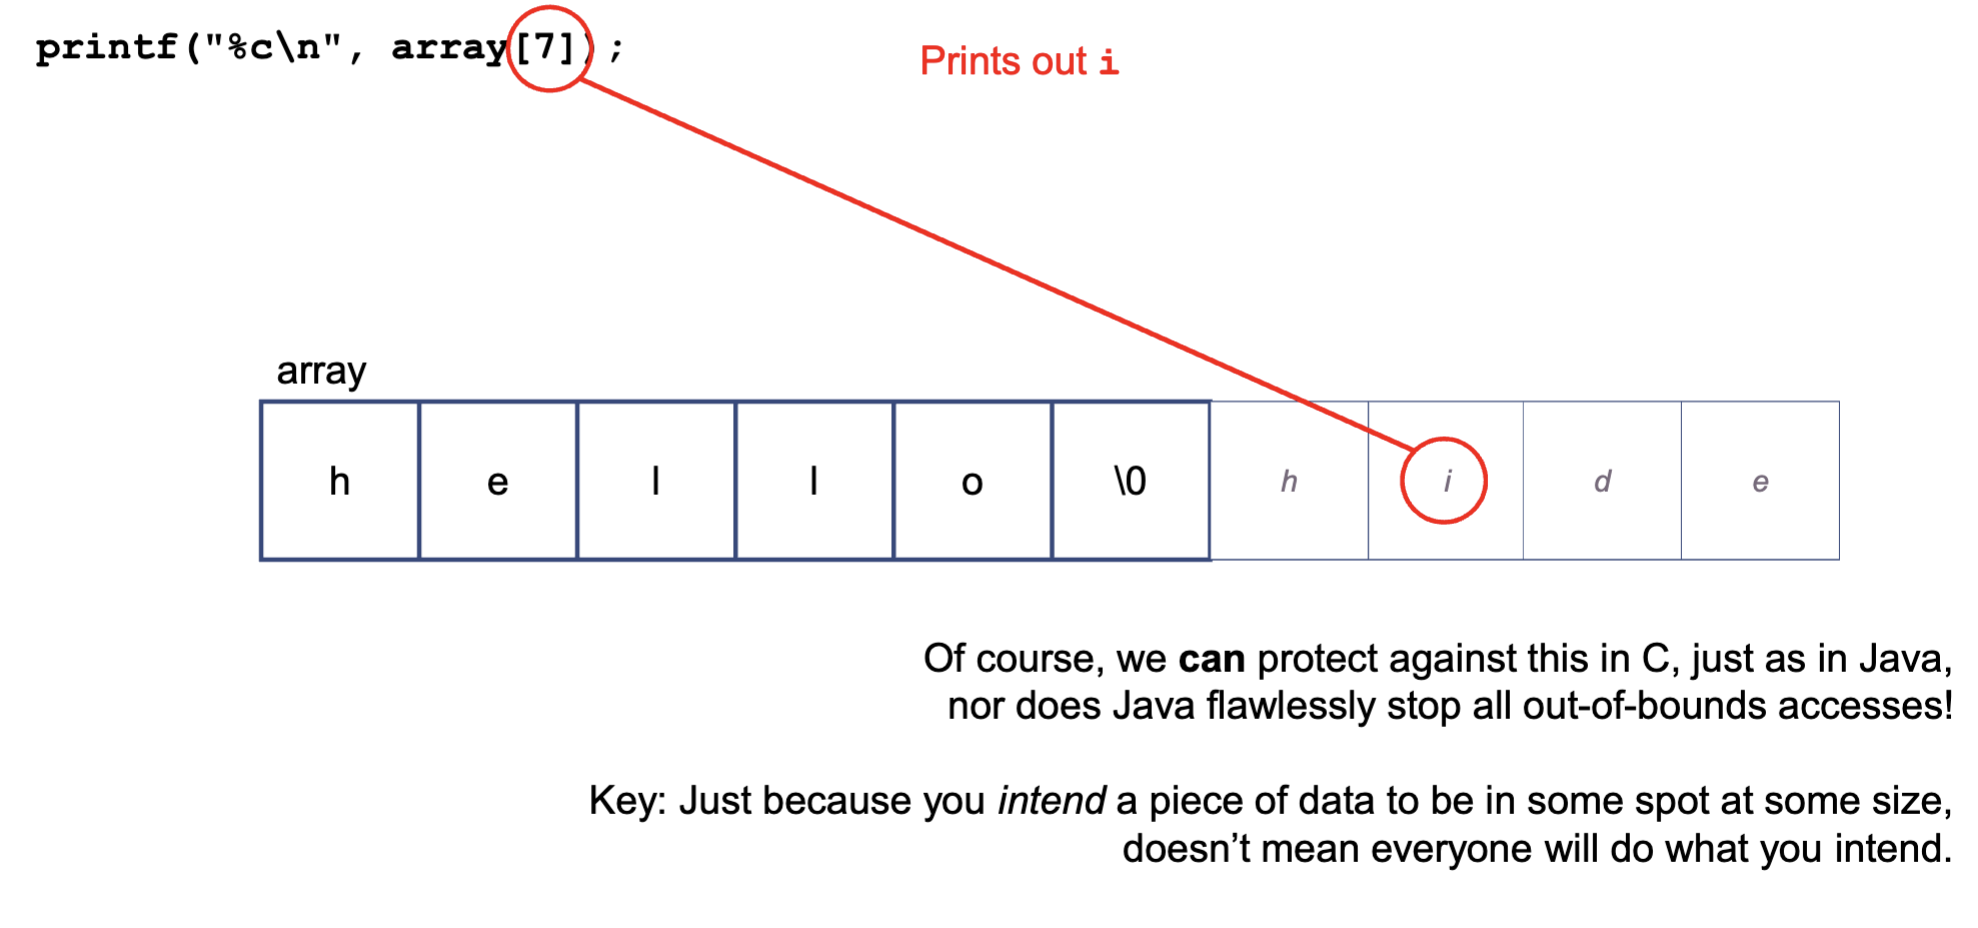 printf("%c\n", array[7]);
Prints out i
array
h e l l o \0 h i d e
Of course, we can protect against this in C, just as in Java,
nor does Java flawlessly stop all out-of-bounds accesses!
Key: Just because you intend a piece of data to be in some spot at some size,
doesn’t mean everyone will do what you intend.